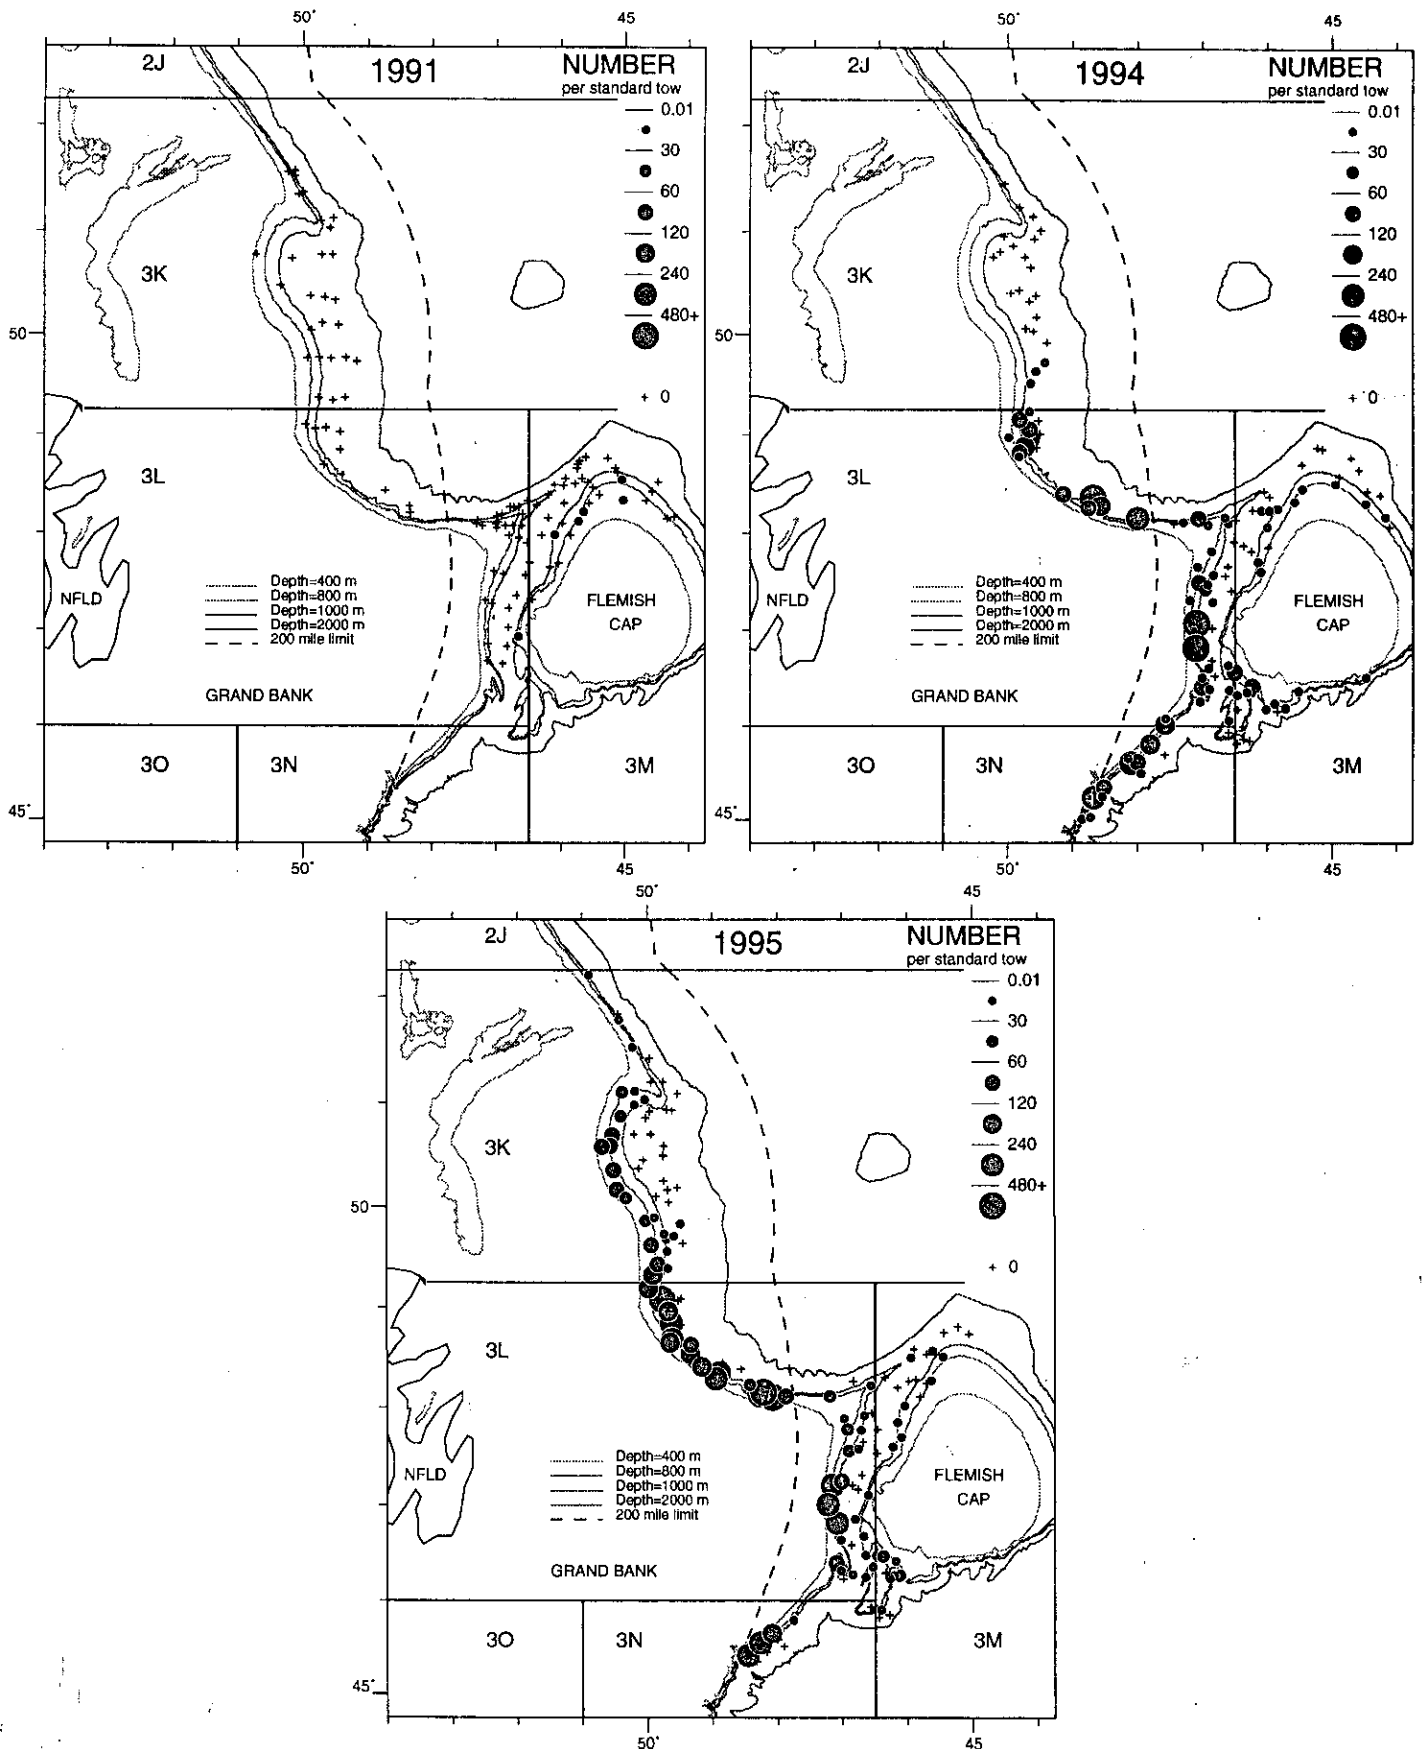 50° 45
2J 1991 NUMBER
per standard tow
0.01
30
60
120
240
480+
+ 0
3K
50
3L
Depth=400 m
Depth=800 m
Depth=1000 m
Depth=2000 m
200 mile limit
NFLD
FLEMISH
CAP
GRAND BANK
3O 3N 3M
45°
50° 45
50° 45
2J 1994 NUMBER
per standard tow
0.01
30
60
120
240
480+
+ 0
3K
50
3L
Depth=400 m
Depth=800 m
Depth=1000 m
Depth=2000 m
200 mile limit
NFLD
FLEMISH
CAP
GRAND BANK
3O 3N 3M
45°
50° 45
50° 45
2J 1995 NUMBER
per standard tow
0.01
30
60
120
240
480+
+ 0
3K
50
3L
Depth=400 m
Depth=800 m
Depth=1000 m
Depth=2000 m
200 mile limit
NFLD
FLEMISH
CAP
GRAND BANK
3O 3N 3M
45°
50° 45